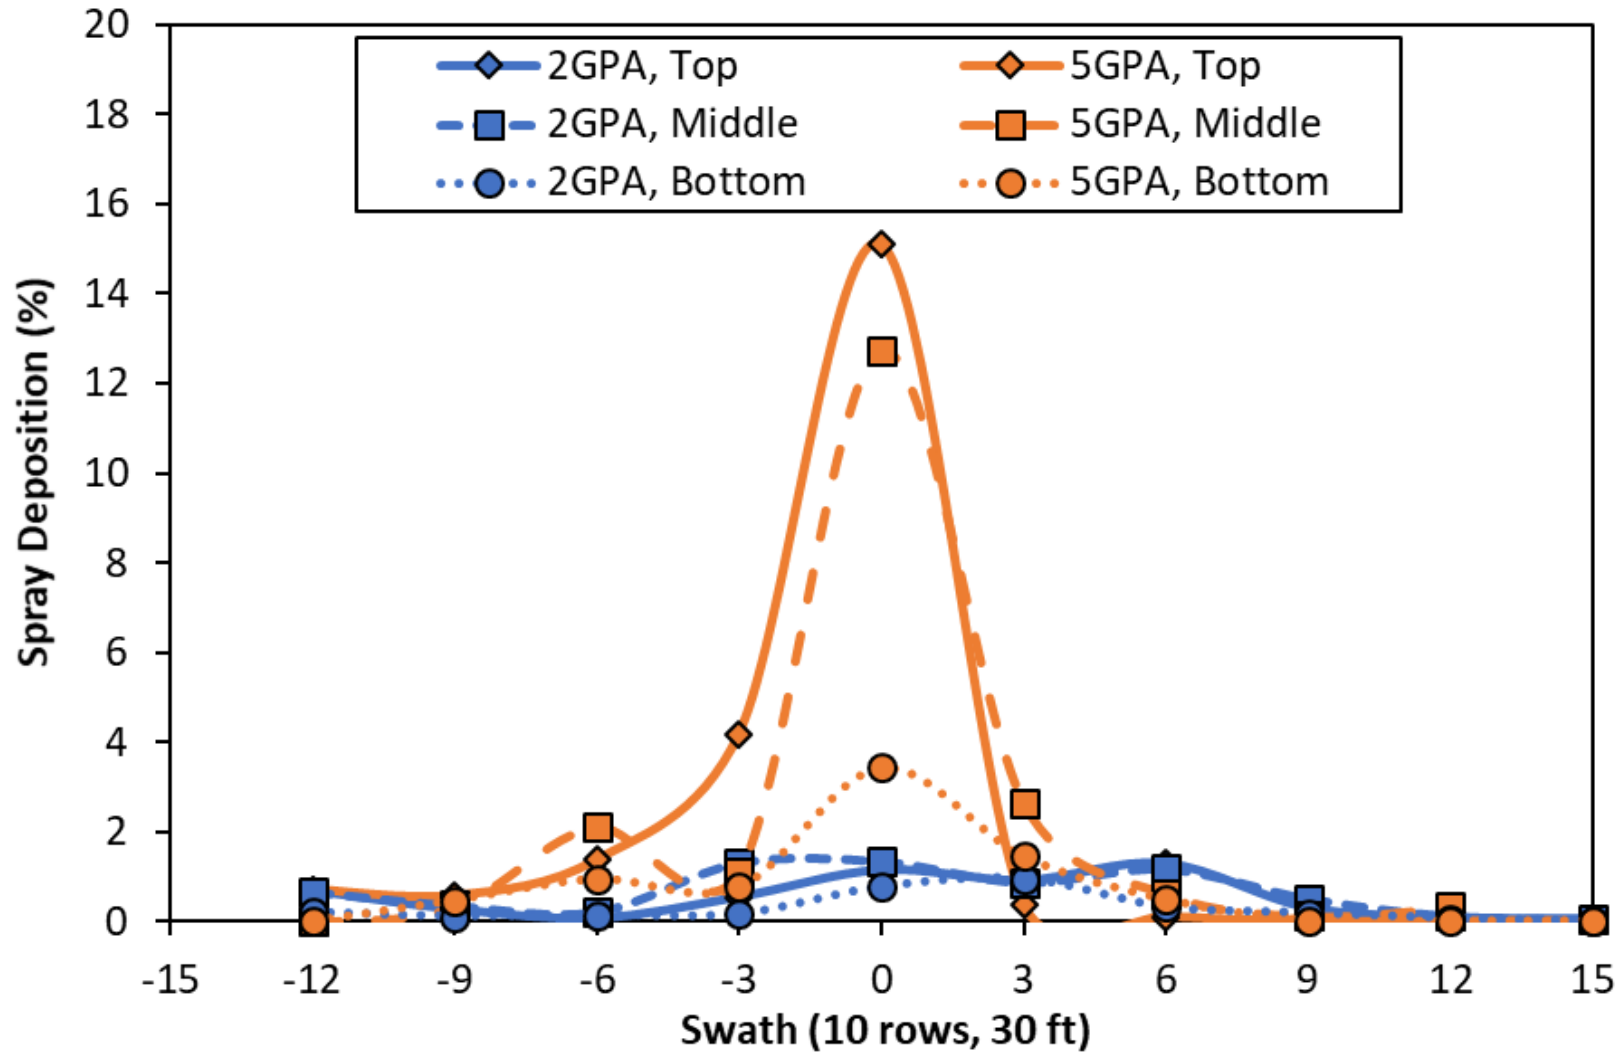 20
18
16
14
12
10
8
6
4
2
0
Spray Deposition (%)
2GPA, Top
5GPA, Top
2GPA, Middle
5GPA, Middle
2GPA, Bottom
5GPA, Bottom
-15 -12 -9 -6 -3 0 3 6 9 12 15
Swath (10 rows, 30 ft)